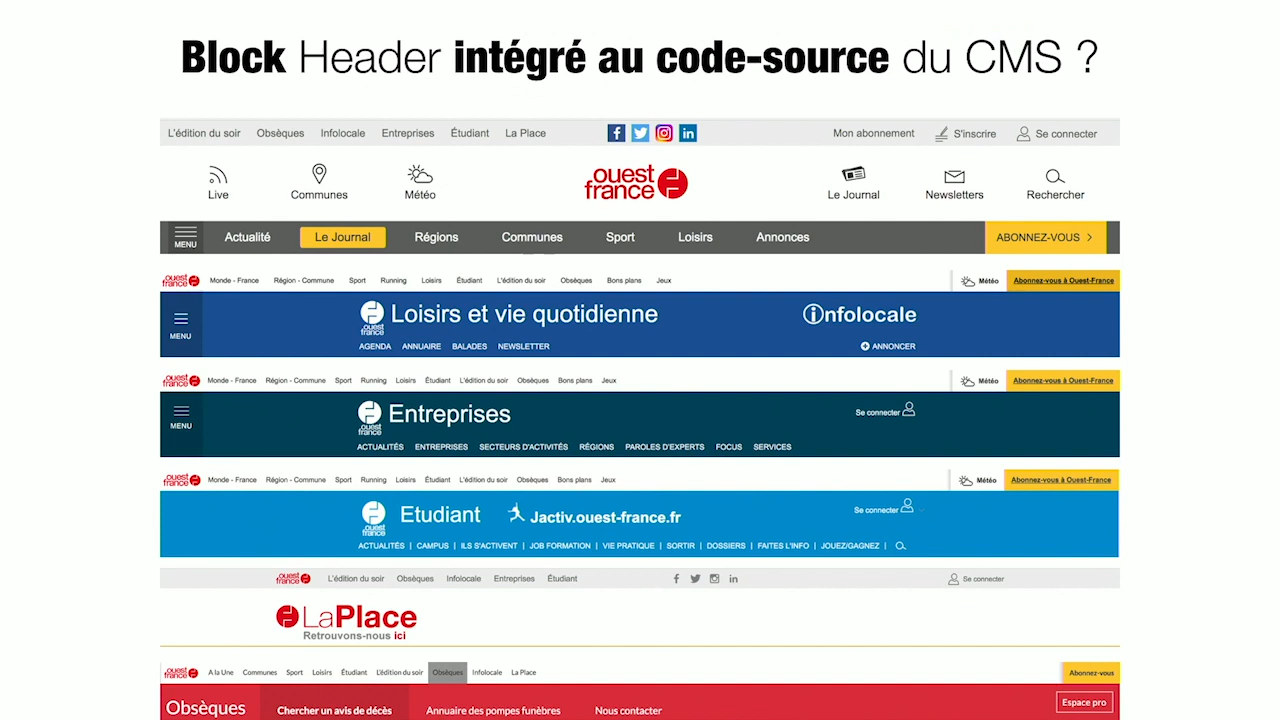 Block Header intégré au code-source du CMS ?
L'édition du soir Obsèques Infolocale Entreprises Étudiant La Place Mon abonnement S'inscrire Se connecter
Live Communes Météo ouest france Le Journal Newsletters Rechercher
MENU Actualité Le Journal Régions Communes Sport Loisirs Annonces ABONNEZ-VOUS
ouest france Monde - France Région - Commune Sport Running Loisirs Étudiant L'édition du soir Obsèques Bons plans Jeux Météo Abonnez-vous à Ouest-France
MENU ouest france Loisirs et vie quotidienne infolocale
AGENDA ANNUAIRE BALADES NEWSLETTER ANNONCER
ouest france Monde - France Région - Commune Sport Running Loisirs Étudiant L'édition du soir Obsèques Bons plans Jeux Météo Abonnez-vous à Ouest-France
MENU ouest france Entreprises Se connecter
ACTUALITÉS ENTREPRISES SECTEURS D'ACTIVITÉS RÉGIONS PAROLES D'EXPERTS FOCUS SERVICES
ouest france Monde - France Région - Commune Sport Running Loisirs Étudiant L'édition du soir Obsèques Bons plans Jeux Météo Abonnez-vous à Ouest-France
ouest france Etudiant Jactiv.ouest-france.fr Se connecter
ACTUALITÉS | CAMPUS | ILS S'ACTIVENT | JOB FORMATION | VIE PRATIQUE | SORTIR | DOSSIERS | FAITES L'INFO | JOUEZ/GAGNEZ |
ouest france L'édition du soir Obsèques Infolocale Entreprises Étudiant Se connecter
LaPlace
Retrouvons-nous ici
ouest france A la Une Communes Sport Loisirs Étudiant L'édition du soir Obsèques Infolocale La Place Abonnez-vous
Obsèques Chercher un avis de décès Annuaire des pompes funèbres Nous contacter Espace pro